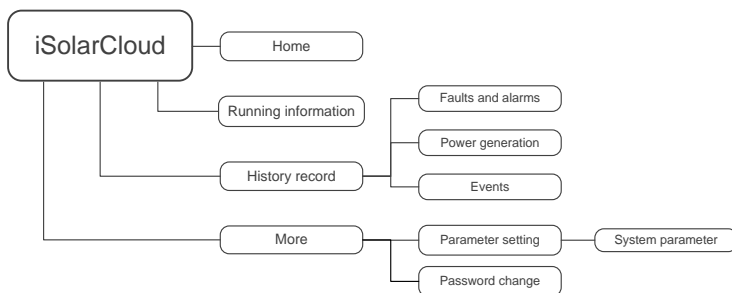 iSolarCloud
Home
Running information
Faults and alarms
Power generation
History record
Events
More
Parameter setting
System parameter
Password change